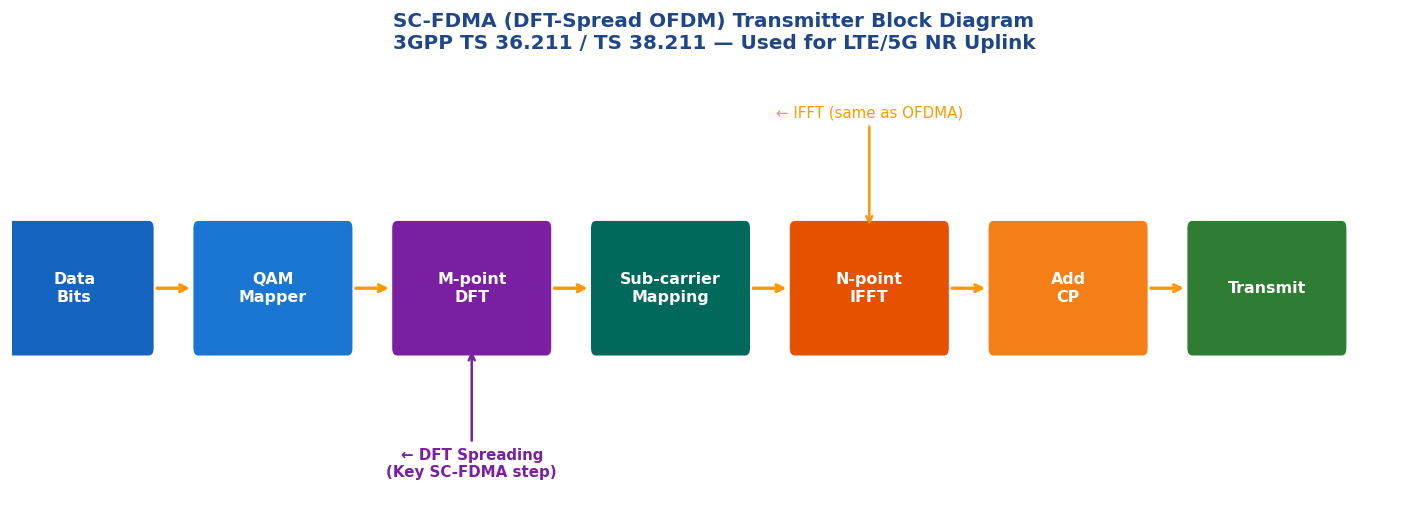 SC-FDMA (DFT-Spread OFDM) Transmitter Block Diagram
3GPP TS 36.211 / TS 38.211 — Used for LTE/5G NR Uplink
← IFFT (same as OFDMA)
Data
Bits
QAM
Mapper
M-point
DFT
Sub-carrier
Mapping
N-point
IFFT
Add
CP
Transmit
← DFT Spreading
(Key SC-FDMA step)